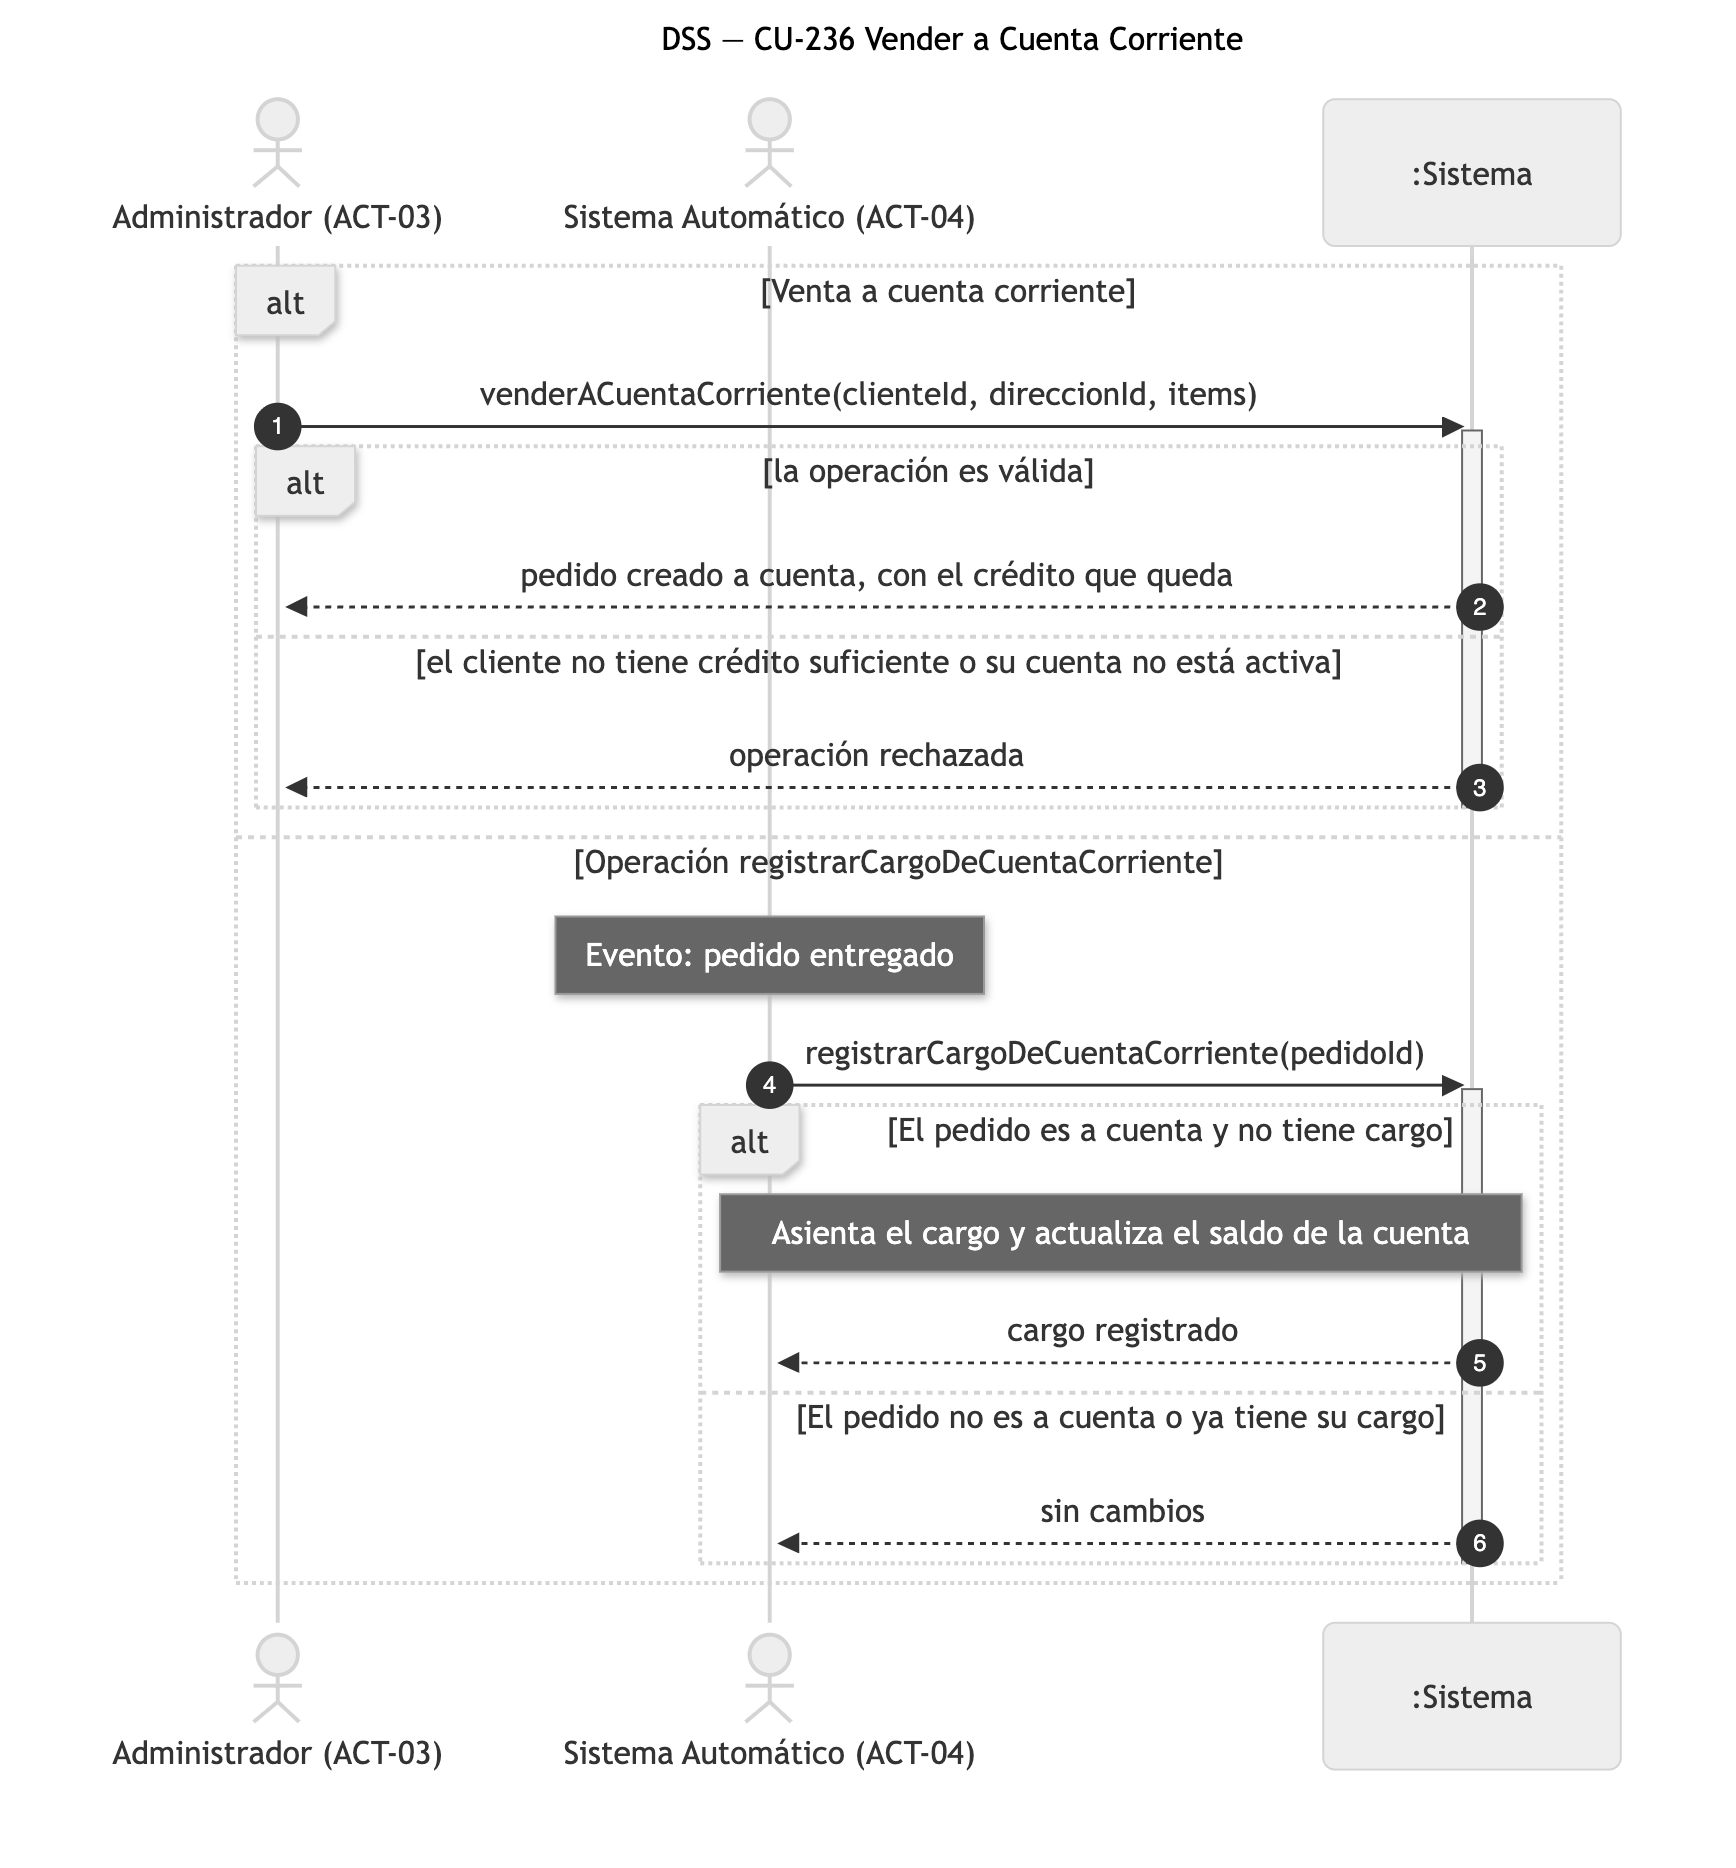 DSS — CU-236 Vender a Cuenta Corriente
Administrador (ACT-03)
Sistema Automático (ACT-04)
:Sistema
alt
[Venta a cuenta corriente]
venderACuentaCorriente(clienteId, direccionId, items)
1
alt
[la operación es válida]
pedido creado a cuenta, con el crédito que queda
2
[el cliente no tiene crédito suficiente o su cuenta no está activa]
operación rechazada
3
[Operación registrarCargoDeCuentaCorriente]
Evento: pedido entregado
registrarCargoDeCuentaCorriente(pedidoId)
4
alt
[El pedido es a cuenta y no tiene cargo]
Asienta el cargo y actualiza el saldo de la cuenta
cargo registrado
5
[El pedido no es a cuenta o ya tiene su cargo]
sin cambios
6
Administrador (ACT-03)
Sistema Automático (ACT-04)
:Sistema